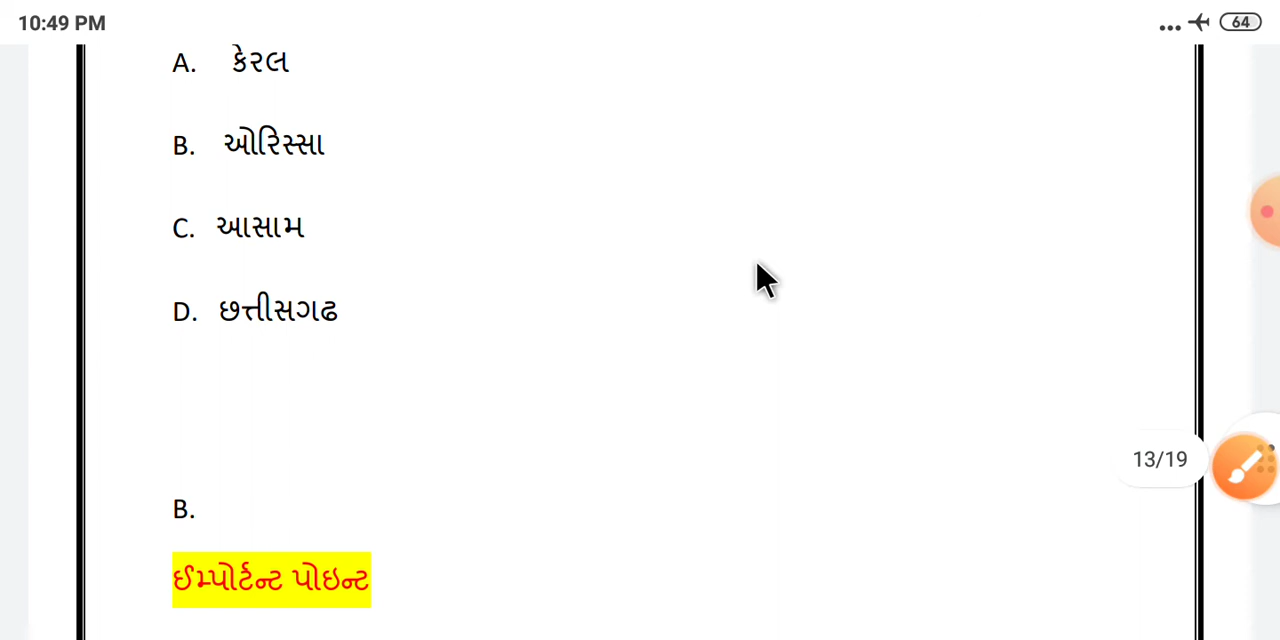 10:49 PM
... 64
A. કેરલ
B. ઓરિસ્સા
C. આસામ
D. છત્તીસગઢ
13/19
B.
ઈમ્પોર્ટન્ટ પોઇન્ટ